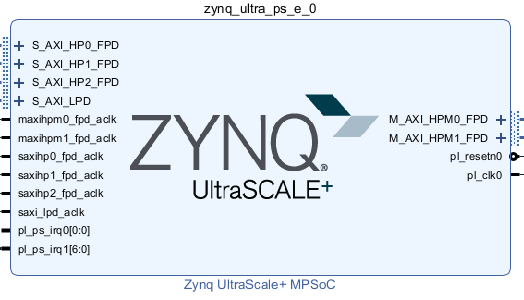 zynq_ultra_ps_e_0
S_AXI_HP0_FPD
S_AXI_HP1_FPD
S_AXI_HP2_FPD
S_AXI_LPD
maxihpm0_fpd_aclk
maxihpm1_fpd_aclk
saxihp0_fpd_aclk
saxihp1_fpd_aclk
saxihp2_fpd_aclk
saxi_lpd_aclk
pl_ps_irq0[0:0]
pl_ps_irq1[6:0]
ZYNQ®
UltraSCALE+
M_AXI_HPM0_FPD
M_AXI_HPM1_FPD
pl_resetn0
pl_clk0
Zynq UltraScale+ MPSoC